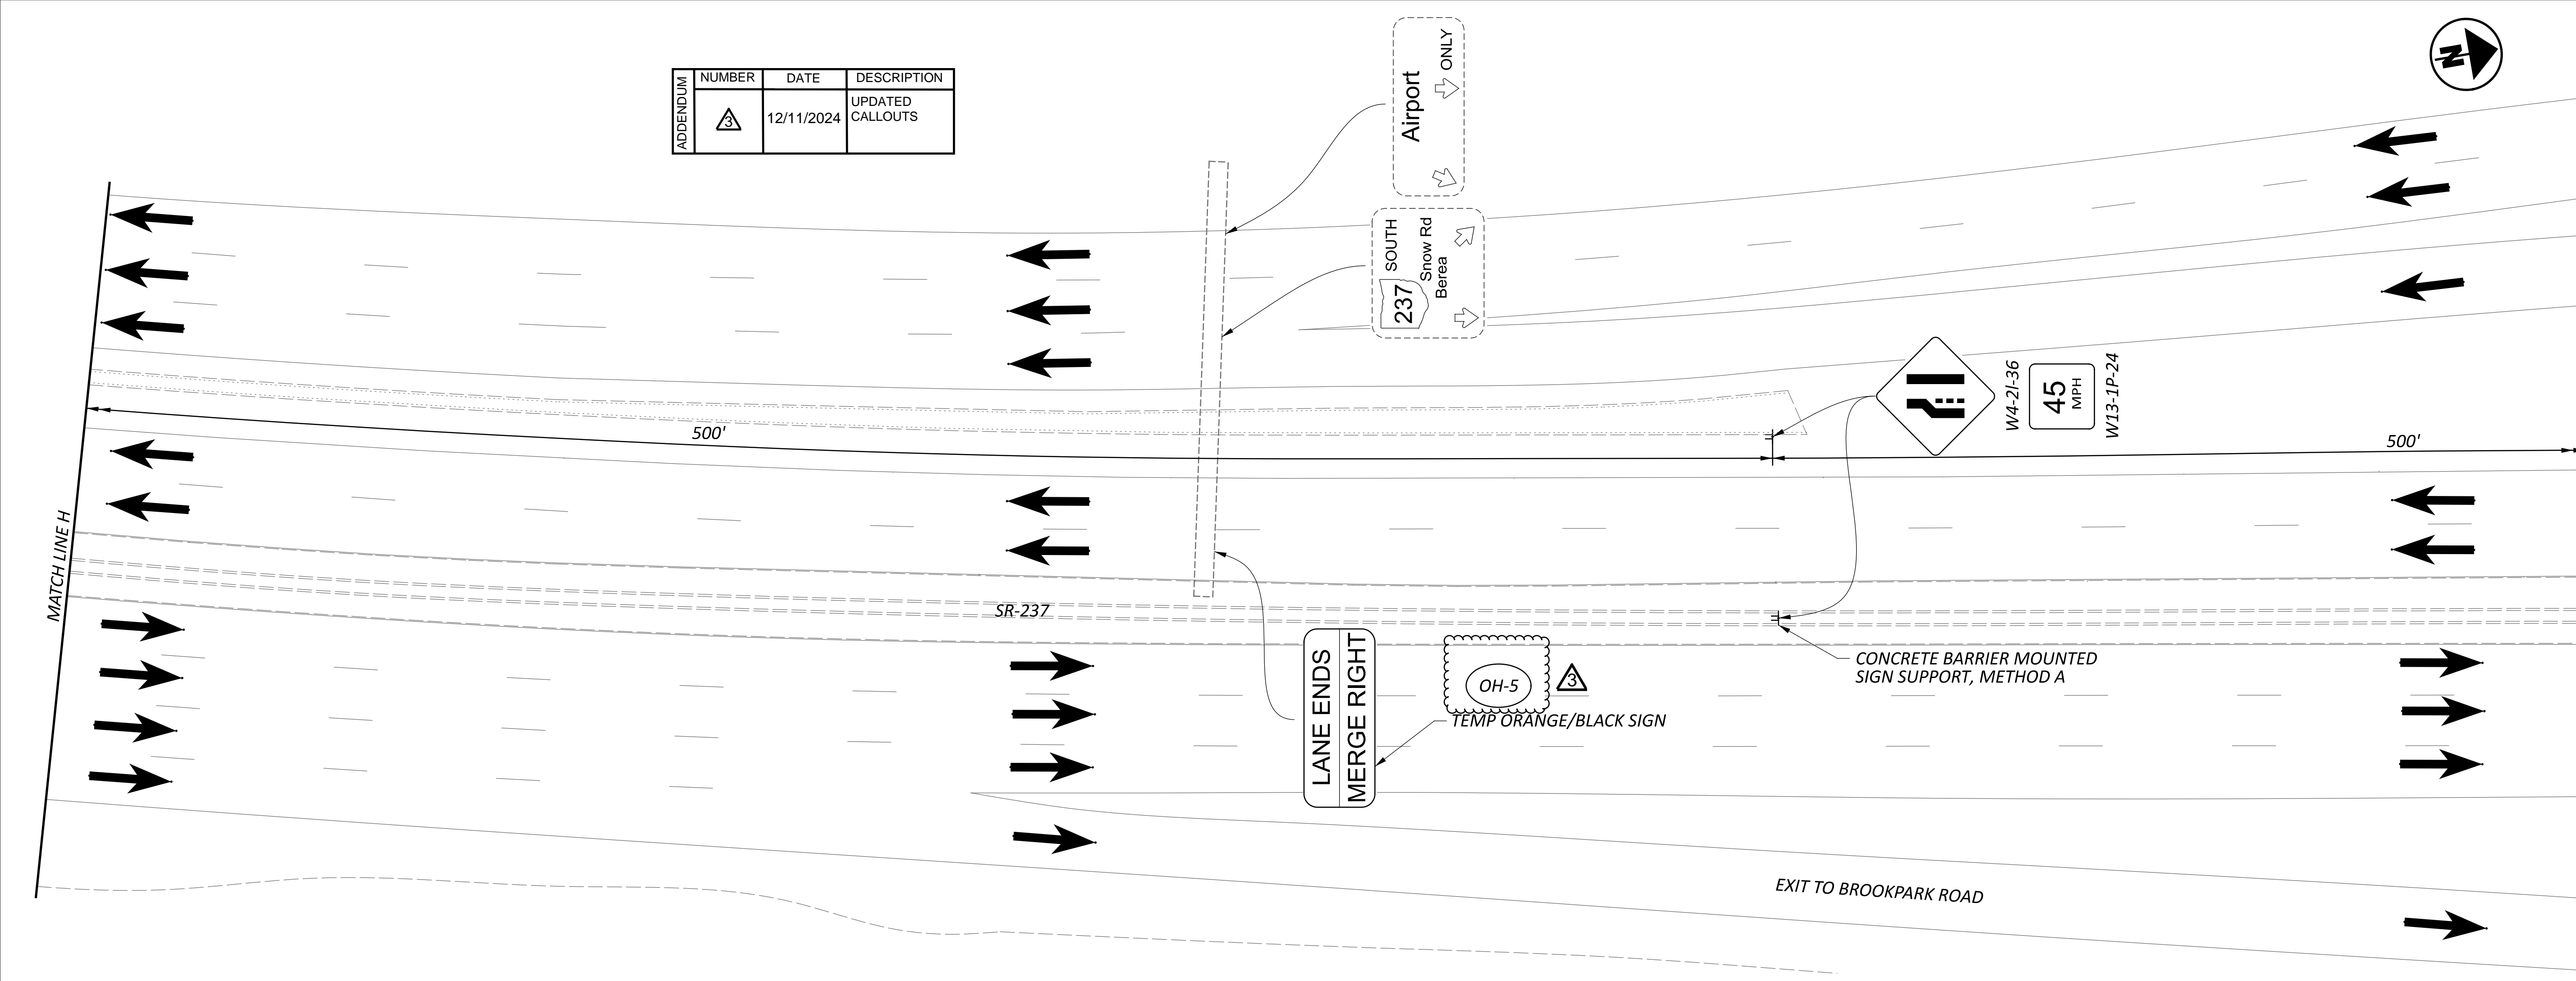 ADDENDUM
NUMBER DATE DESCRIPTION
3 12/11/2024 UPDATED
CALLOUTS
Airport ONLY
N
SOUTH
237 Snow Rd
Berea
W4-2l-36
45
MPH
W13-1P-24
500'
500'
MATCH LINE H
SR-237
LANE ENDS
MERGE RIGHT
OH-5
3
TEMP ORANGE/BLACK SIGN
CONCRETE BARRIER MOUNTED
SIGN SUPPORT, METHOD A
EXIT TO BROOKPARK ROAD